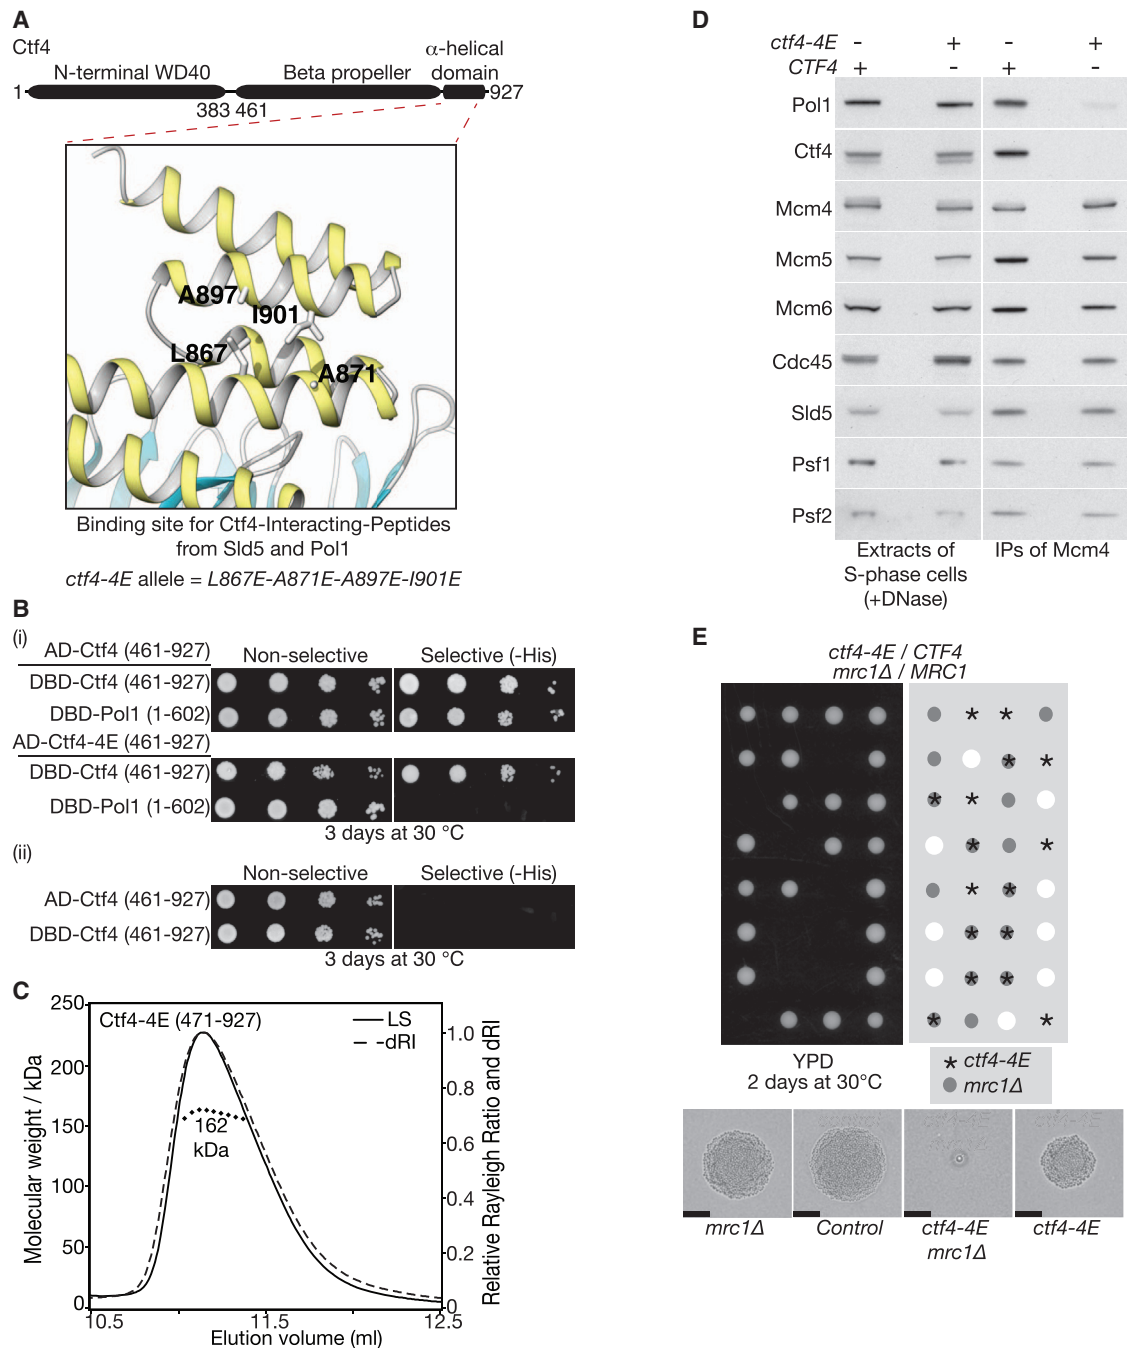 A
Ctf4
N-terminal WD40
Beta propeller
α-helical
domain
1
383 461
927
A897
I901
L867
A871
Binding site for Ctf4-Interacting-Peptides
from Sld5 and Pol1
ctf4-4E allele = L867E-A871E-A897E-I901E
B
(i)
AD-Ctf4 (461-927)
Non-selective
Selective (-His)
DBD-Ctf4 (461-927)
DBD-Pol1 (1-602)
AD-Ctf4-4E (461-927)
DBD-Ctf4 (461-927)
DBD-Pol1 (1-602)
3 days at 30 °C
(ii)
Non-selective
Selective (-His)
AD-Ctf4 (461-927)
DBD-Ctf4 (461-927)
3 days at 30 °C
C
Ctf4-4E (471-927)
LS
dRI
162
kDa
Molecular weight / kDa
250
200
150
100
50
0
Relative Rayleigh Ratio and dRI
1.0
0.8
0.6
0.4
0.2
0
10.5
11.5
12.5
Elution volume (ml)
D
ctf4-4E - + - +
CTF4 + - + -
Pol1
Ctf4
Mcm4
Mcm5
Mcm6
Cdc45
Sld5
Psf1
Psf2
Extracts of
S-phase cells
(+DNase)
IPs of Mcm4
E
ctf4-4E / CTF4
mrc1Δ / MRC1
YPD
2 days at 30°C
* ctf4-4E
mrc1Δ
mrc1Δ
Control
ctf4-4E
mrc1Δ
ctf4-4E